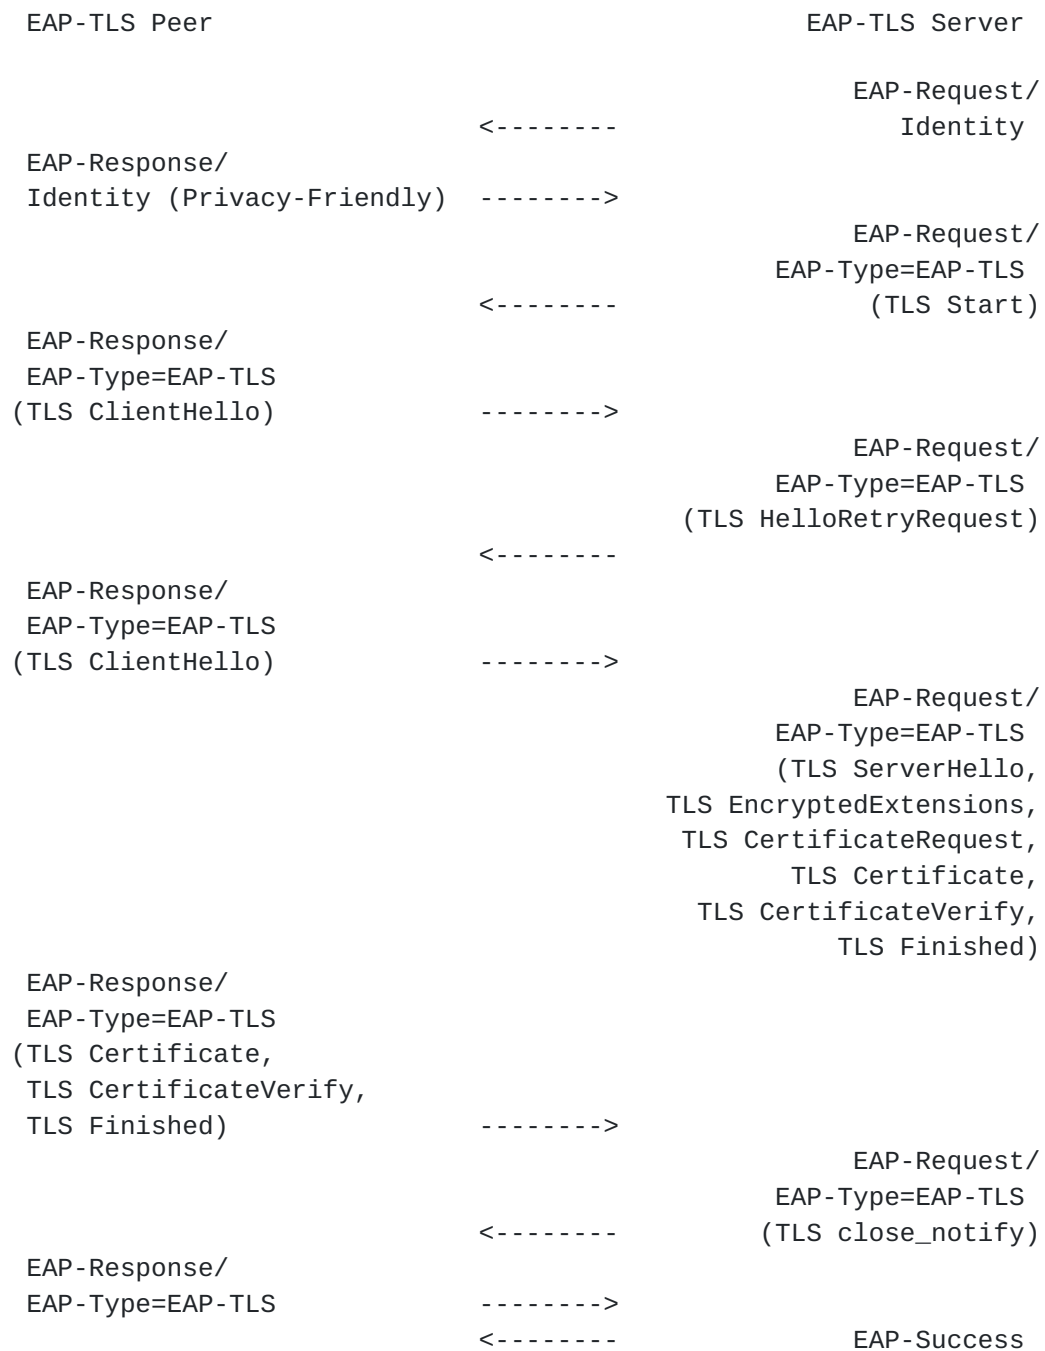 EAP-TLS Peer                                      EAP-TLS Server
EAP-Request/
<--------                  Identity
EAP-Response/
Identity (Privacy-Friendly)  -------->
EAP-Request/
EAP-Type=EAP-TLS
<--------                (TLS Start)
EAP-Response/
EAP-Type=EAP-TLS
(TLS ClientHello)             -------->
EAP-Request/
EAP-Type=EAP-TLS
(TLS HelloRetryRequest)
<--------
EAP-Response/
EAP-Type=EAP-TLS
(TLS ClientHello)             -------->
EAP-Request/
EAP-Type=EAP-TLS
(TLS ServerHello,
TLS EncryptedExtensions,
TLS CertificateRequest,
TLS Certificate,
TLS CertificateVerify,
TLS Finished)
EAP-Response/
EAP-Type=EAP-TLS
(TLS Certificate,
TLS CertificateVerify,
TLS Finished)                -------->
EAP-Request/
EAP-Type=EAP-TLS
<--------         (TLS close_notify)
EAP-Response/
EAP-Type=EAP-TLS             -------->
<--------               EAP-Success